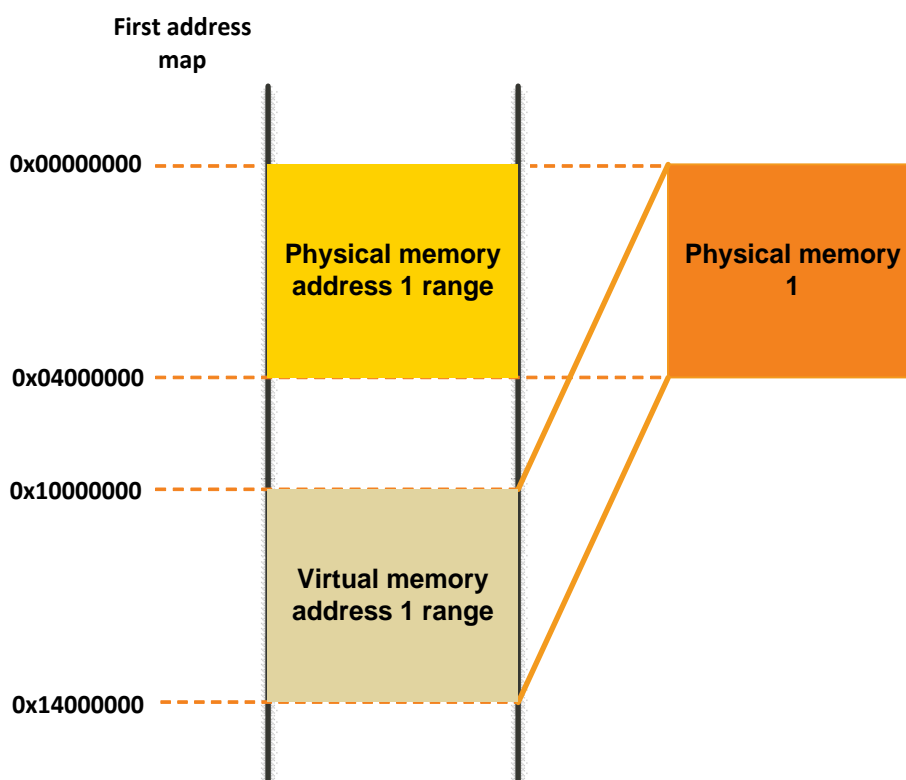 First address
map
0x00000000
Physical memory
address 1 range
Physical memory
1
0x04000000
0x10000000
Virtual memory
address 1 range
0x14000000